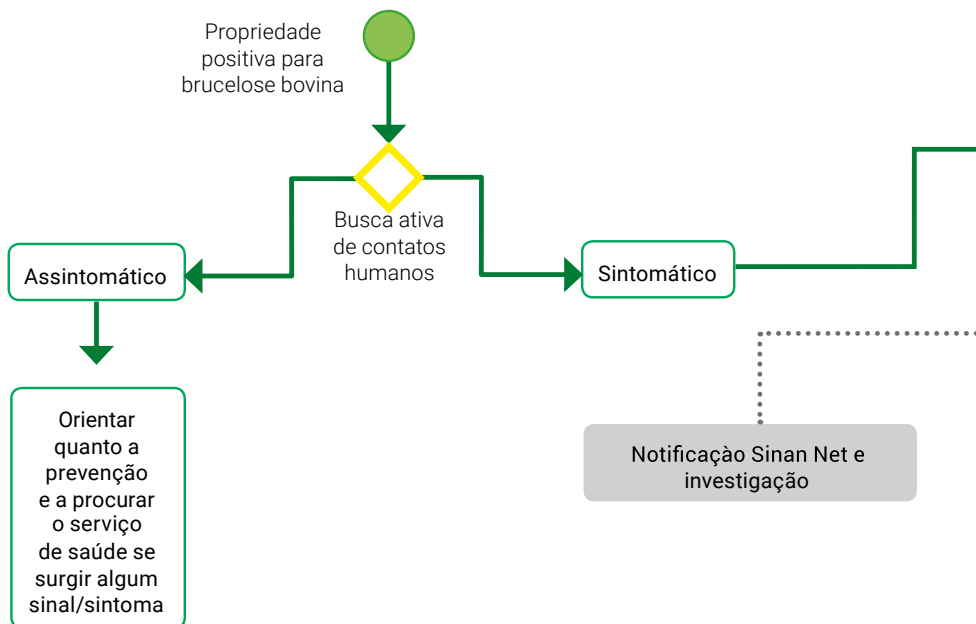 Propriedade
positiva para
brucelose bovina
Busca ativa
de contatos
humanos
Assintomático
Sintomático
Orientar
quanto a
prevenção
e a procurar
o serviço
de saúde se
surgir algum
sinal/sintoma
Notificaçào Sinan Net e
investigação